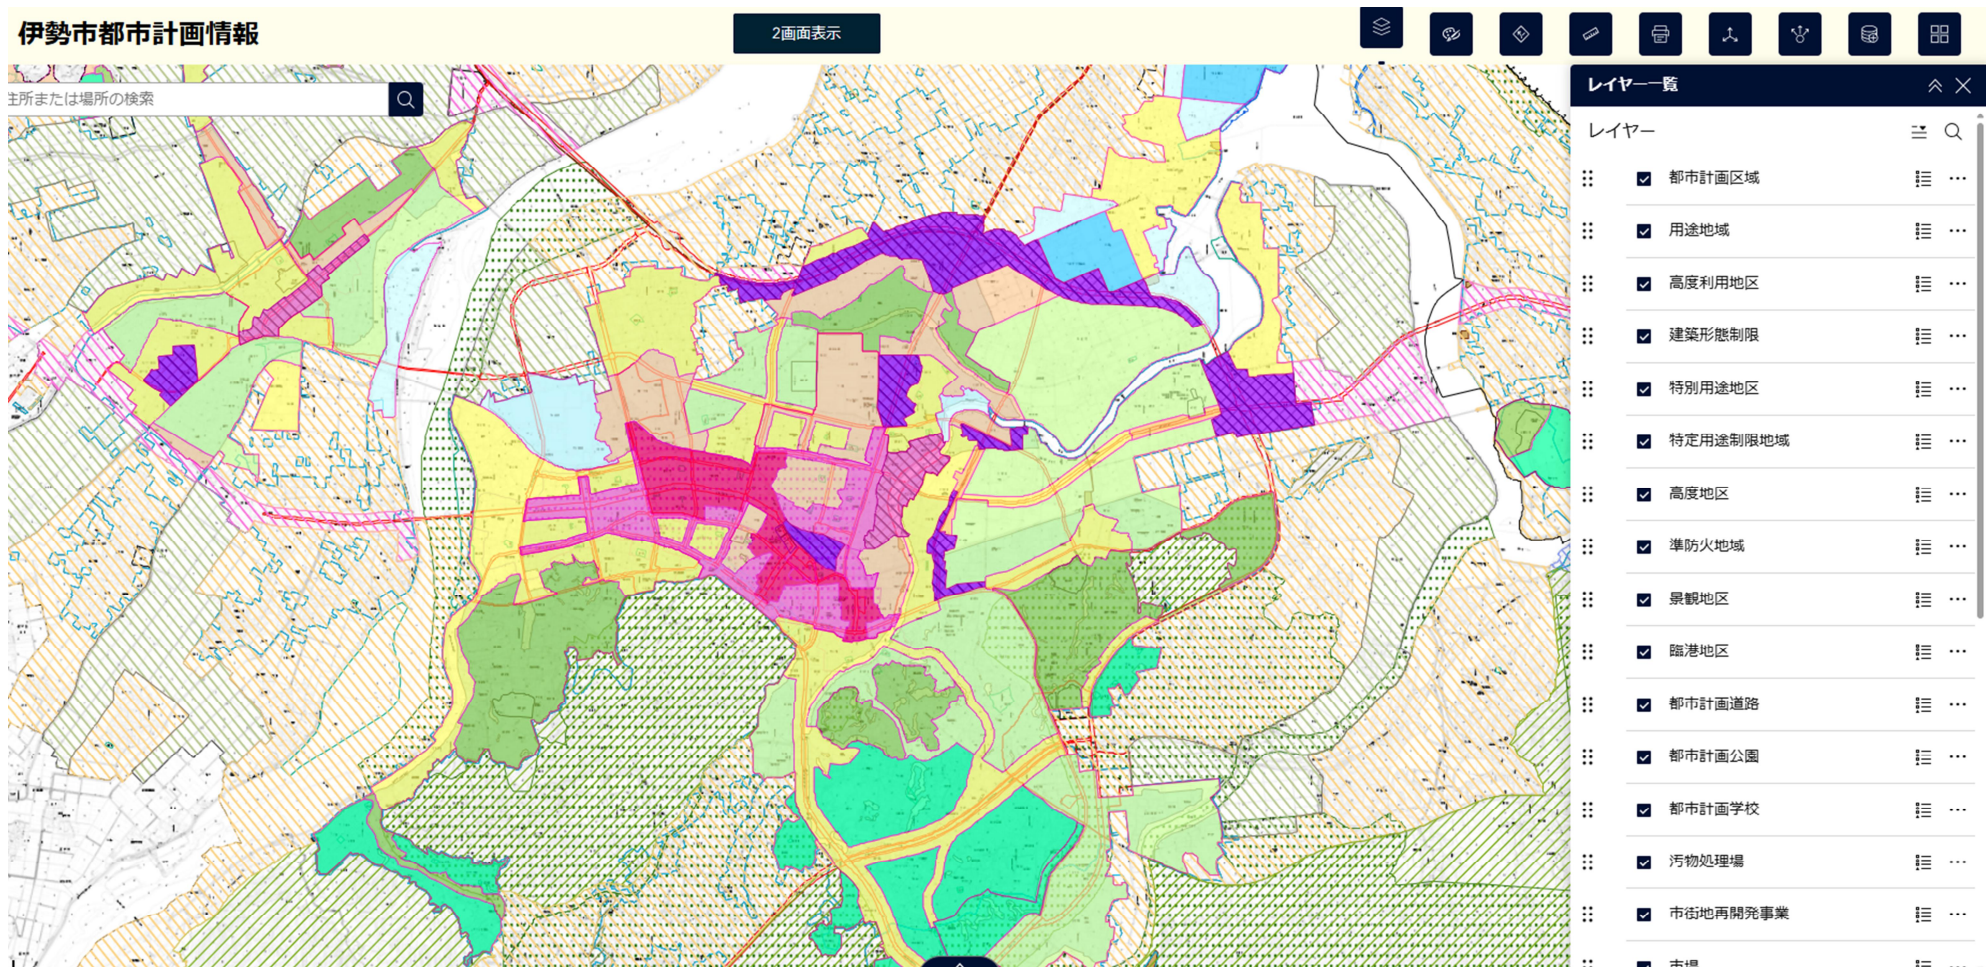 伊勢市都市計画情報
2画面表示
住所または場所の検索
レイヤー一覧
レイヤー
都市計画区域
用途地域
高度利用地区
建築形態制限
特別用途地区
特定用途制限地域
高度地区
準防火地域
景観地区
臨港地区
都市計画道路
都市計画公園
都市計画学校
汚物処理場
市街地再開発事業
市場